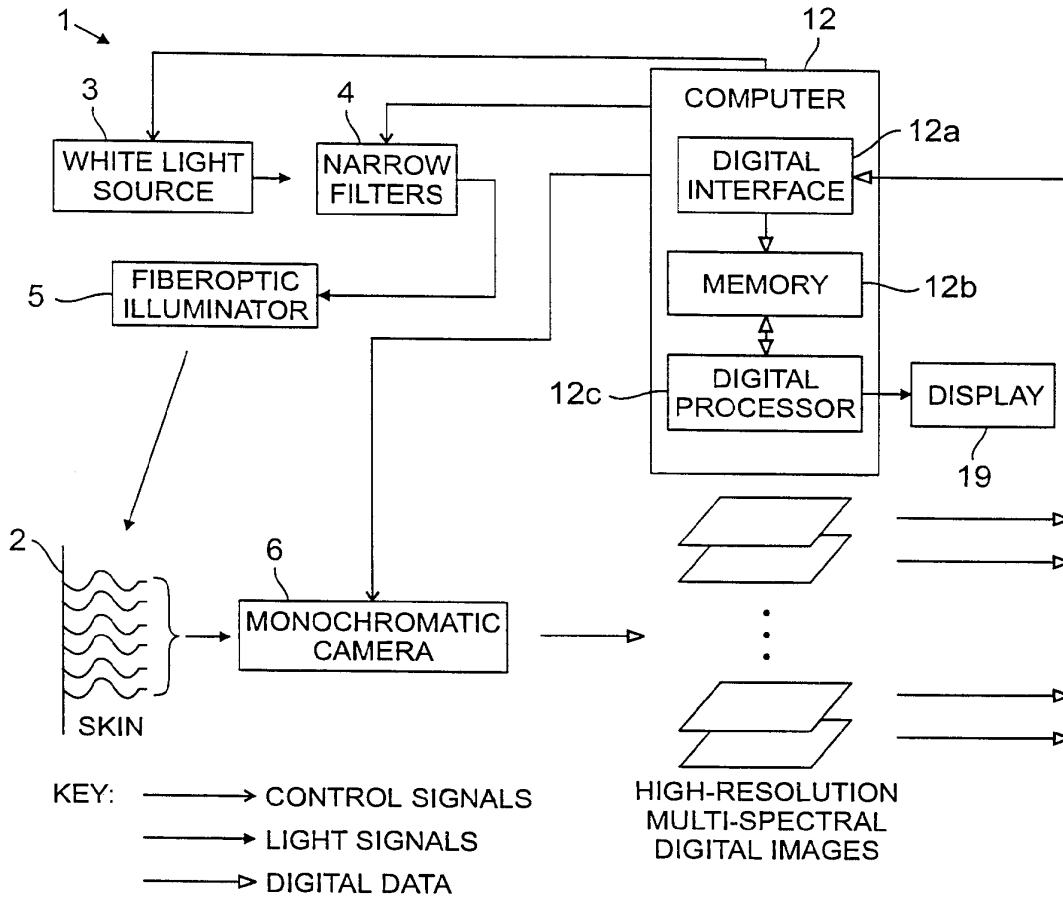 1
12
3
4
COMPUTER
12a
WHITE LIGHT
SOURCE
NARROW
FILTERS
DIGITAL
INTERFACE
5
FIBEROPTIC
ILLUMINATOR
MEMORY
12b
12c
DIGITAL
PROCESSOR
DISPLAY
19
2
6
MONOCHROMATIC
CAMERA
SKIN
KEY:
CONTROL SIGNALS
LIGHT SIGNALS
DIGITAL DATA
HIGH-RESOLUTION
MULTI-SPECTRAL
DIGITAL IMAGES